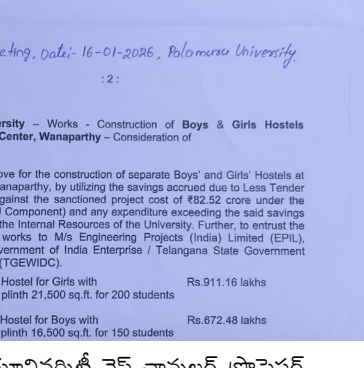 eting, Date:- 16-01-2026, Palamuru University.
: 2 :
ersity – Works - Construction of Boys & Girls Hostels
Center, Wanaparthy – Consideration of
ove for the construction of separate Boys' and Girls' Hostels at
anaparthy, by utilizing the savings accrued due to Less Tender
against the sanctioned project cost of ₹82.52 crore under the
Component) and any expenditure exceeding the said savings
the Internal Resources of the University. Further, to entrust the
works to M/s Engineering Projects (India) Limited (EPIL),
vernment of India Enterprise / Telangana State Government
(TGEWIDC).
Hostel for Girls with Rs.911.16 lakhs
plinth 21,500 sq.ft. for 200 students
Hostel for Boys with Rs.672.48 lakhs
plinth 16,500 sq.ft. for 150 students